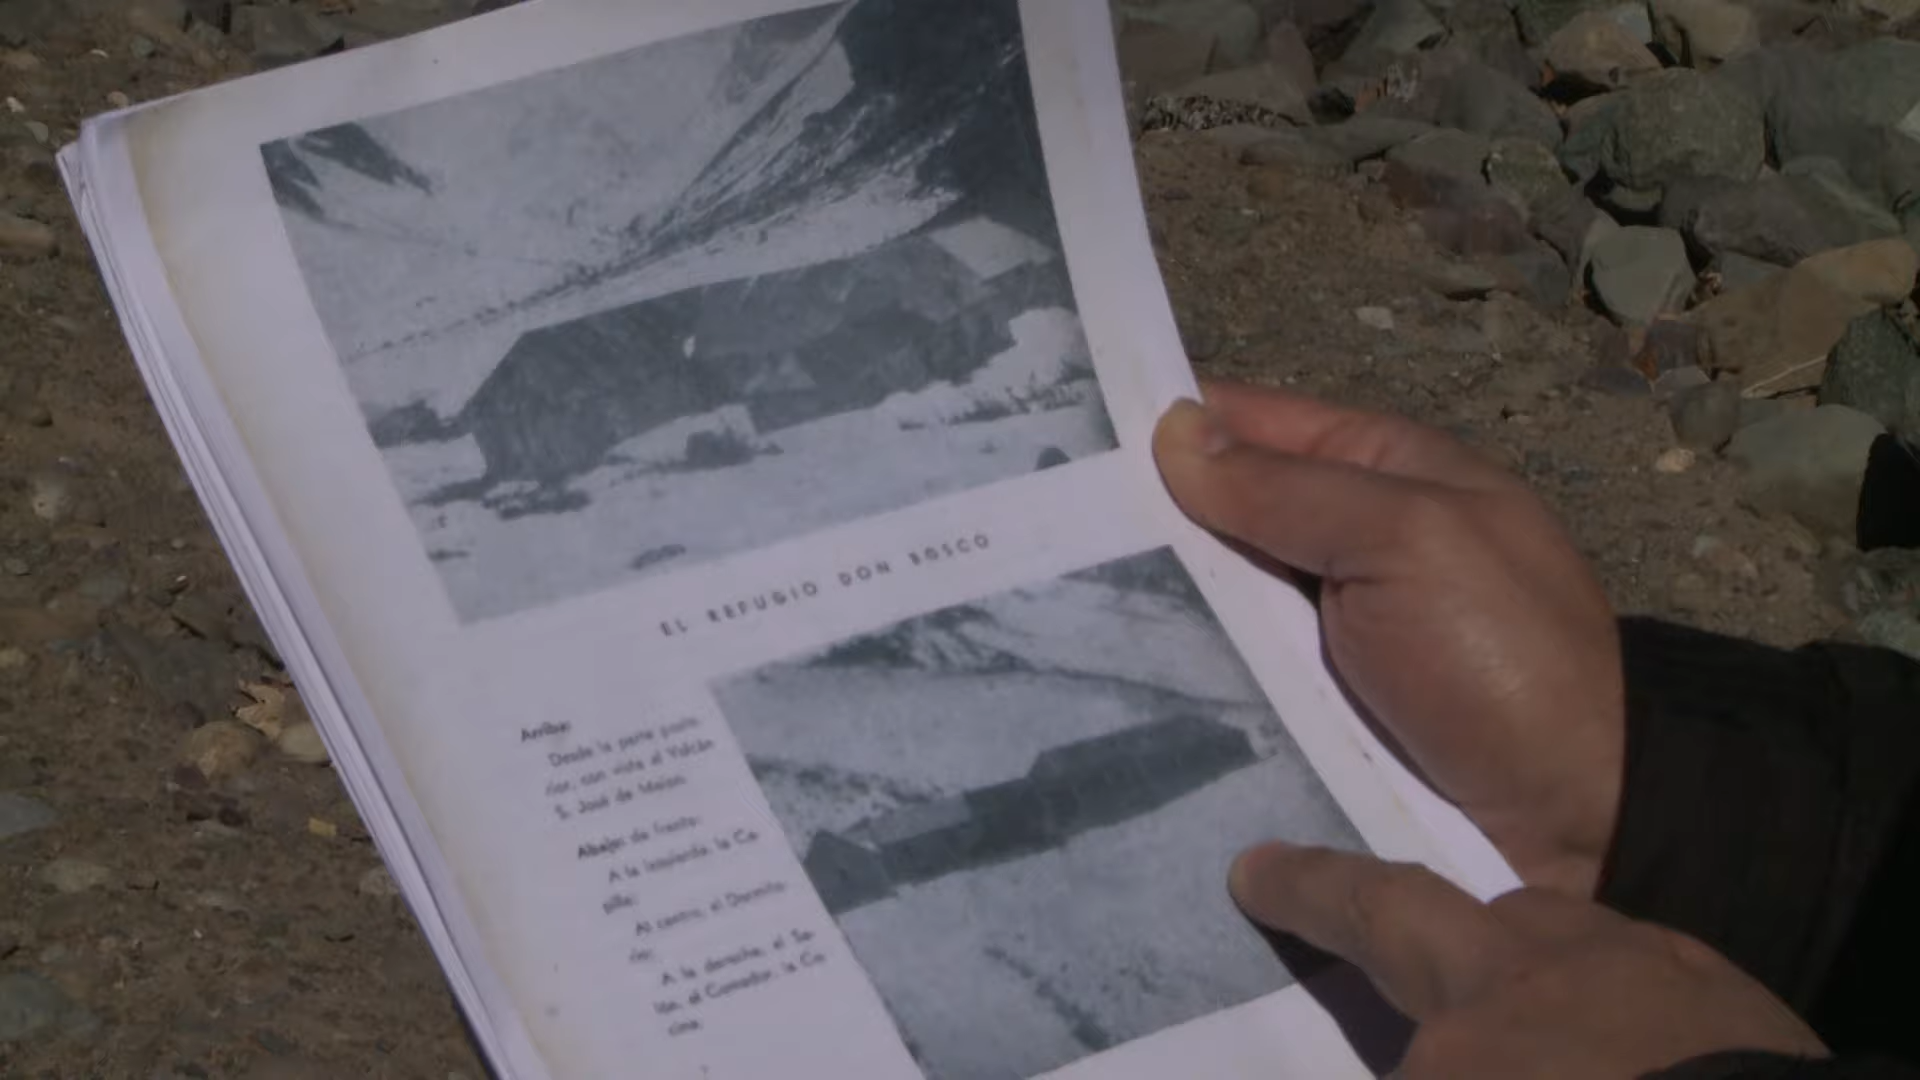 EL REFUGIO DON BOSCO
Arriba:
Desde la parte poste-
rior, con vista al Volcán
S. José de Maipo.
Abajo: de frente:
A la izquierda, la Ca-
pilla;
Al centro, el Dormito-
rio;
A la derecha, el Sa-
lón, el Comedor, la Co-
cina.